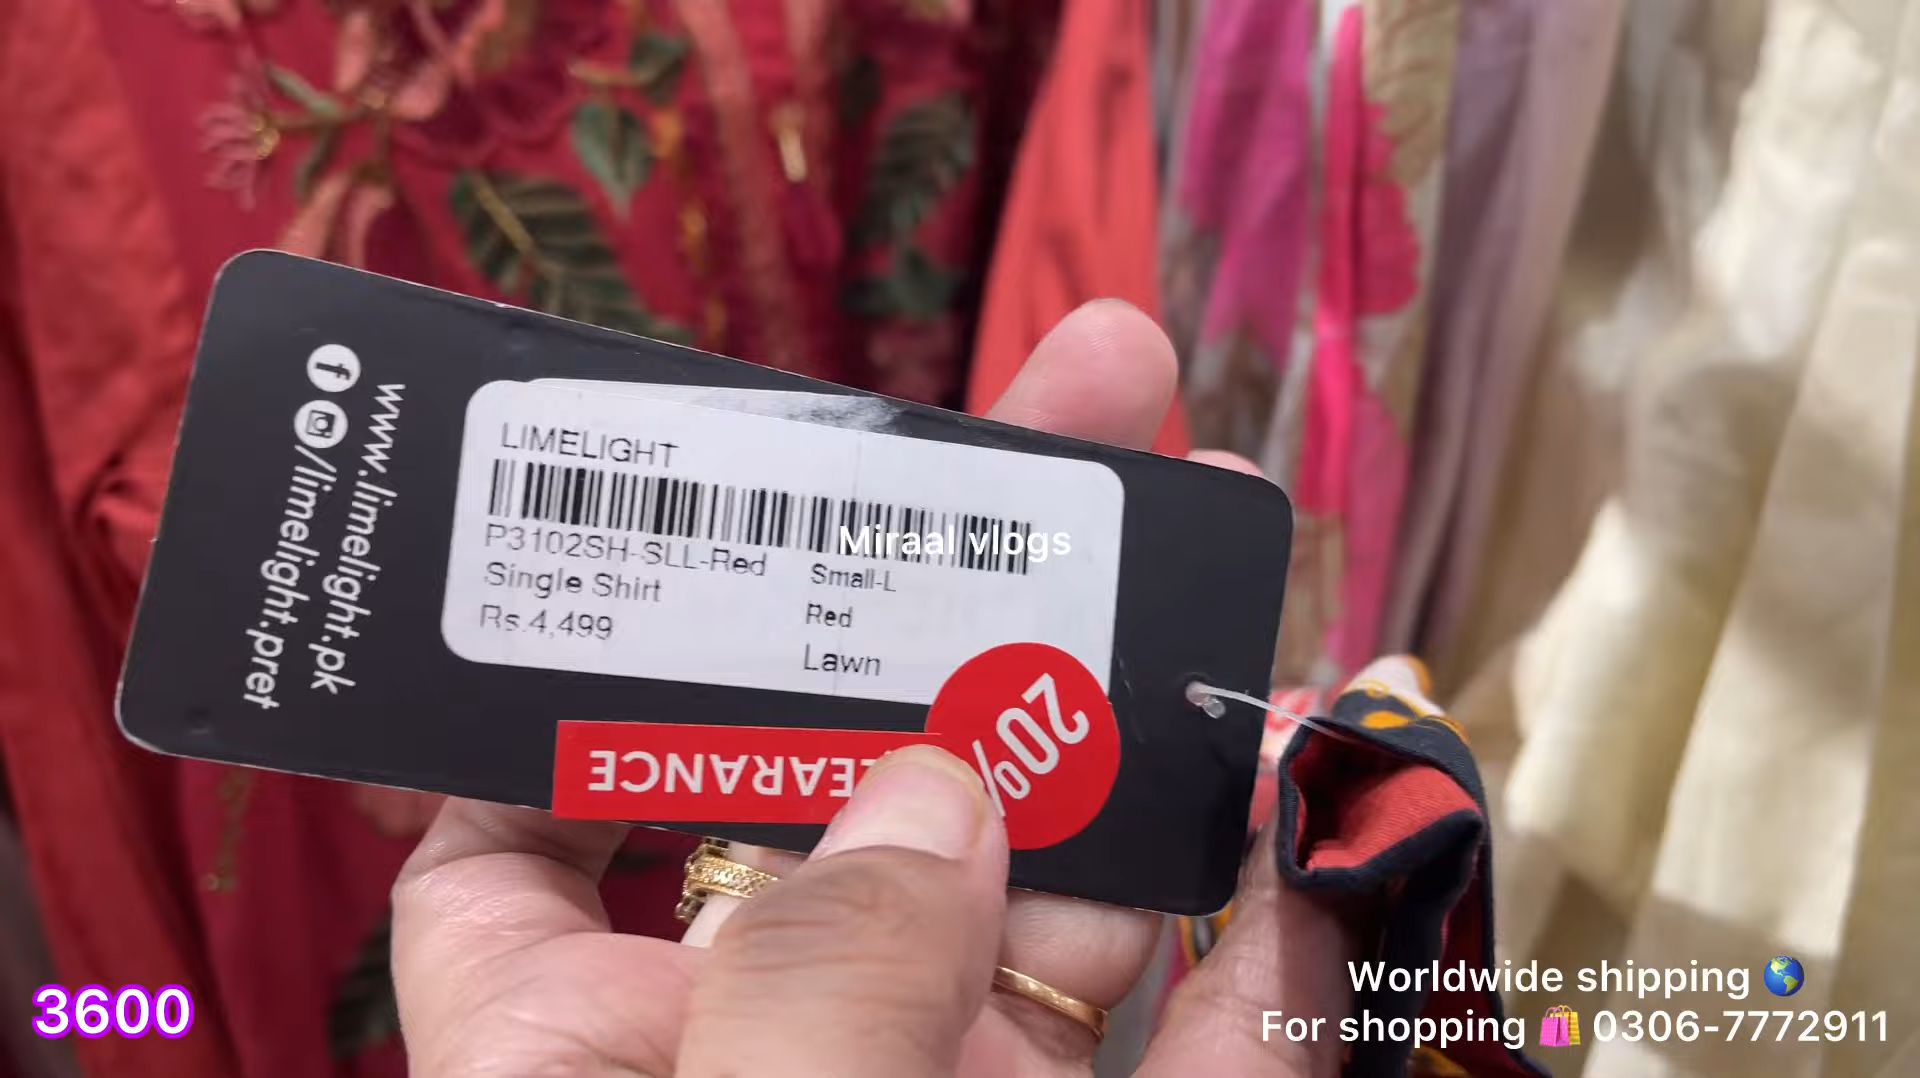 www.limelight.pk
/limelight.pret
LIMELIGHT
P3102SH-SLL-Red
Single Shirt
Rs.4,499
Small-L
Red
Lawn
20%
LEARANCE
Miraal vlogs
3600
Worldwide shipping 🌎
For shopping 🛍️ 0306-7772911